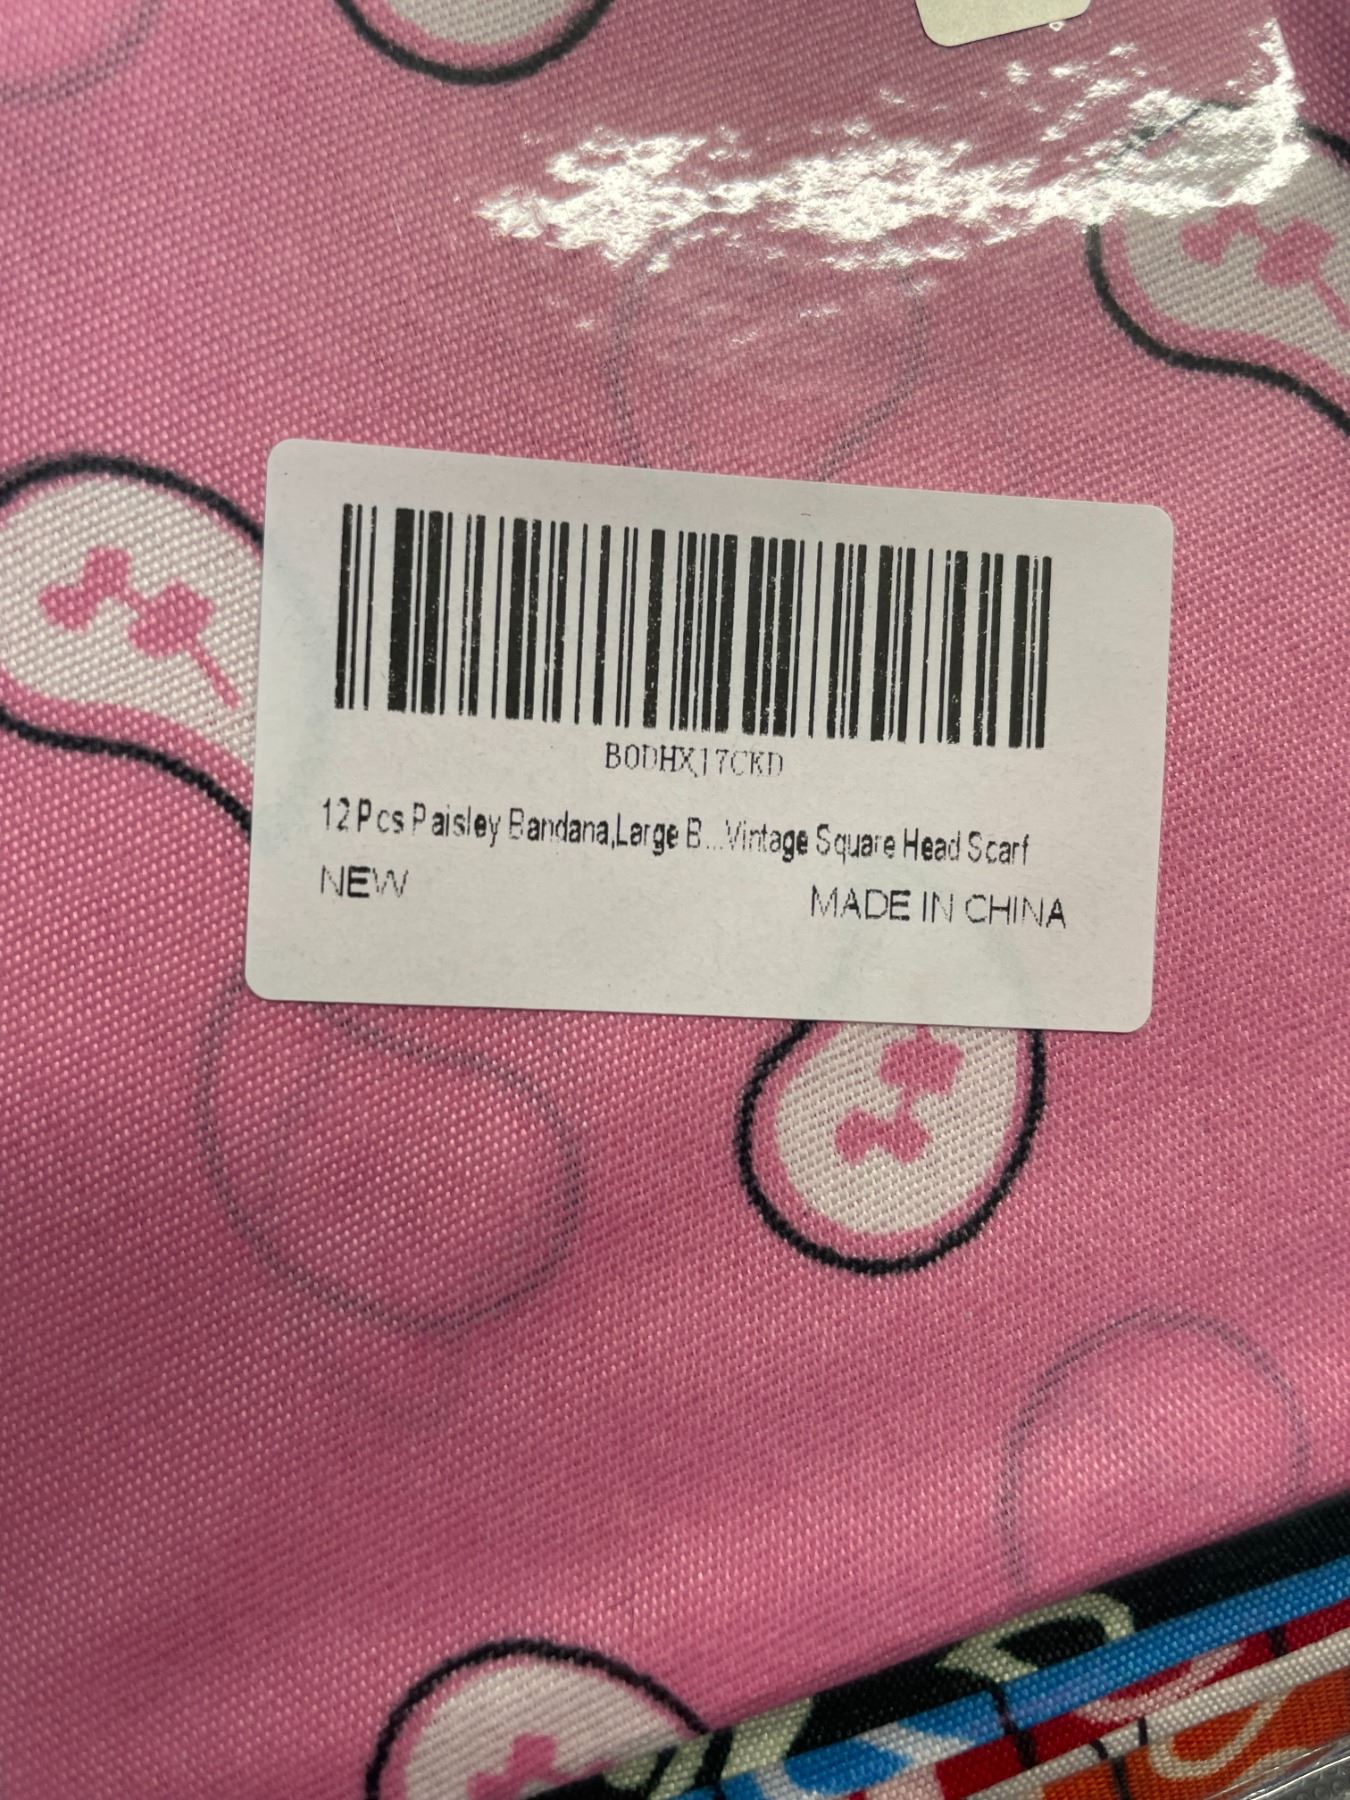 B0DHX17CKD
12 Pcs Paisley Bandana,Large B...Vintage Square Head Scarf
NEW
MADE IN CHINA